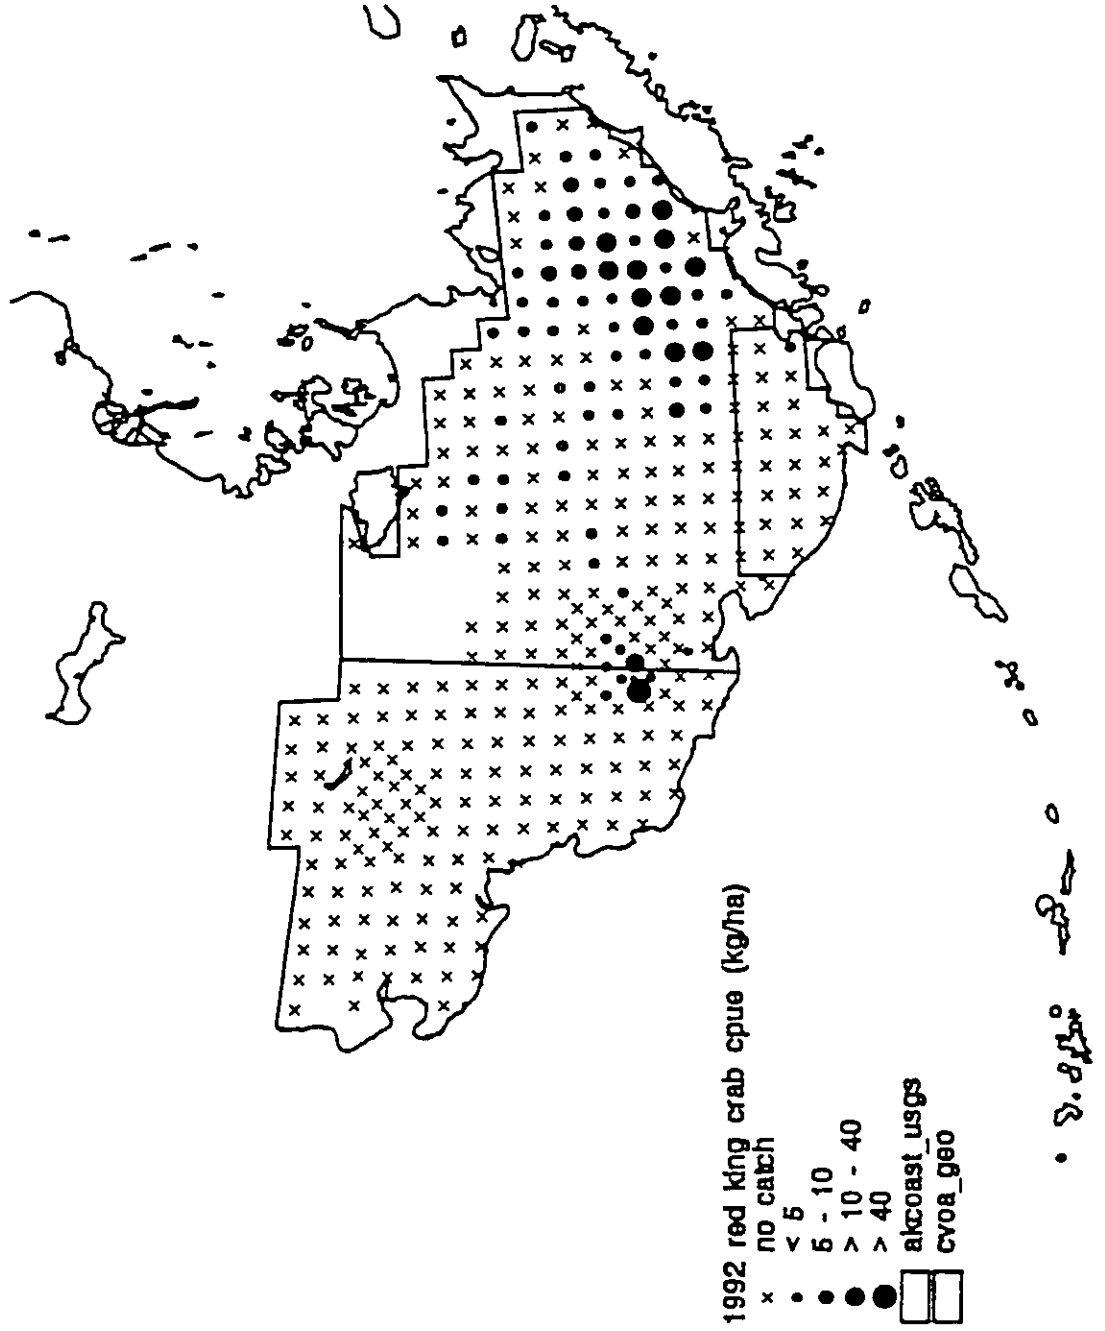 1992 red king crab cpue (kg/ha)
× no catch
< 5
5 - 10
> 10 - 40
> 40
akcoast_usgs
cvoa_geo